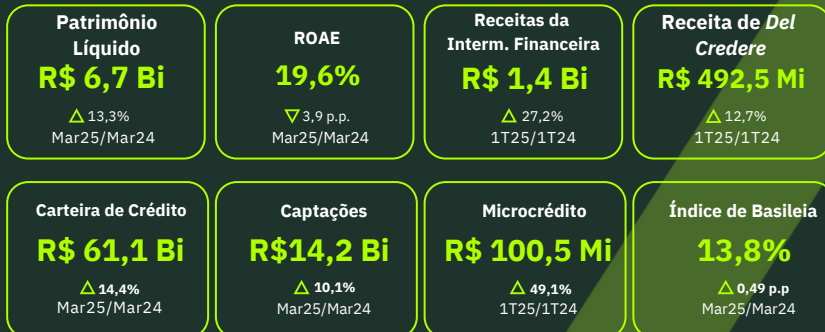 Patrimônio
Líquido
R$ 6,7 Bi
△ 13,3%
Mar25/Mar24
ROAE
19,6%
▽ 3,9 p.p.
Mar25/Mar24
Receitas da
Interm. Financeira
R$ 1,4 Bi
△ 27,2%
1T25/1T24
Receita de Del
Credere
R$ 492,5 Mi
△ 12,7%
1T25/1T24
Carteira de Crédito
R$ 61,1 Bi
△ 14,4%
Mar25/Mar24
Captações
R$14,2 Bi
△ 10,1%
Mar25/Mar24
Microcrédito
R$ 100,5 Mi
△ 49,1%
1T25/1T24
Índice de Basileia
13,8%
△ 0,49 p.p
Mar25/Mar24